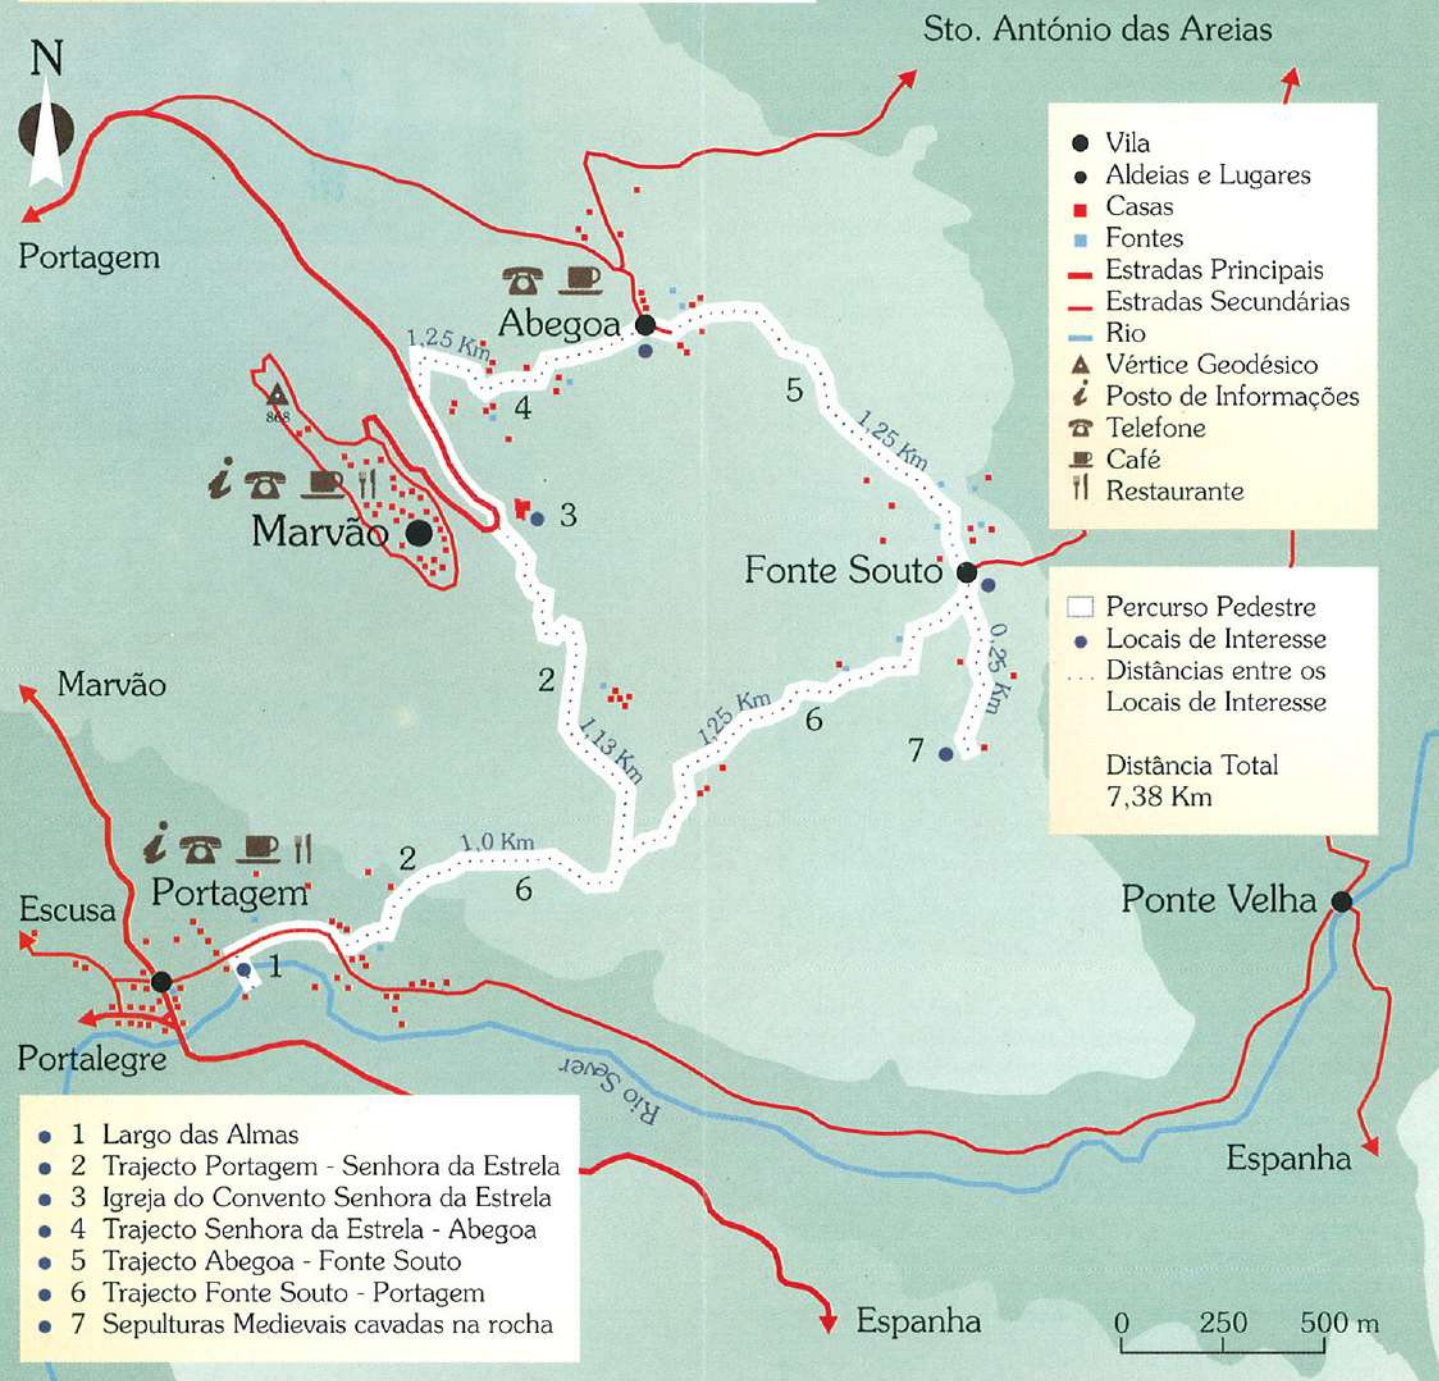 Sto. António das Areias
N
Portagem
Vila
Aldeias e Lugares
Casas
Fontes
Estradas Principais
Estradas Secundárias
Rio
Vértice Geodésico
Posto de Informações
Telefone
Café
Restaurante
Abegoa
1,25 Km
4
5
1,25 Km
868
Marvão
3
Fonte Souto
Percurso Pedestre
Locais de Interesse
Distâncias entre os
Locais de Interesse
Distância Total
7,38 Km
0,25 Km
Marvão
2
1,13 Km
1,25 Km
6
7
2
1,0 Km
6
Portagem
Escusa
1
Ponte Velha
Portalegre
Rio Sever
Espanha
1 Largo das Almas
2 Trajecto Portagem - Senhora da Estrela
3 Igreja do Convento Senhora da Estrela
4 Trajecto Senhora da Estrela - Abegoa
5 Trajecto Abegoa - Fonte Souto
6 Trajecto Fonte Souto - Portagem
7 Sepulturas Medievais cavadas na rocha
Espanha
0 250 500 m